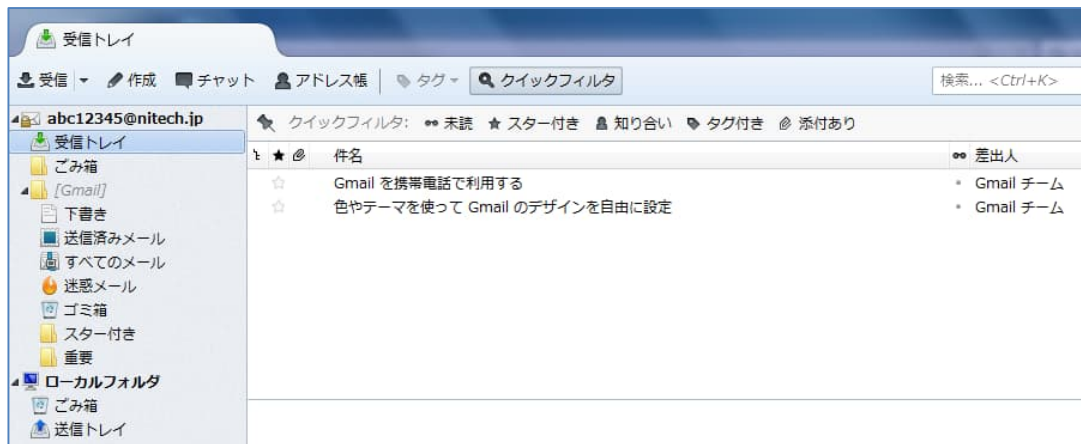 受信トレイ
受信 作成 チャット アドレス帳 タグ クイックフィルタ 検索... <Ctrl+K>
abc12345@nitech.jp
受信トレイ
ごみ箱
[Gmail]
下書き
送信済みメール
すべてのメール
迷惑メール
ゴミ箱
スター付き
重要
ローカルフォルダ
ごみ箱
送信トレイ
クイックフィルタ: 未読 スター付き 知り合い タグ付き 添付あり
件名 差出人
Gmail を携帯電話で利用する Gmail チーム
色やテーマを使って Gmail のデザインを自由に設定 Gmail チーム